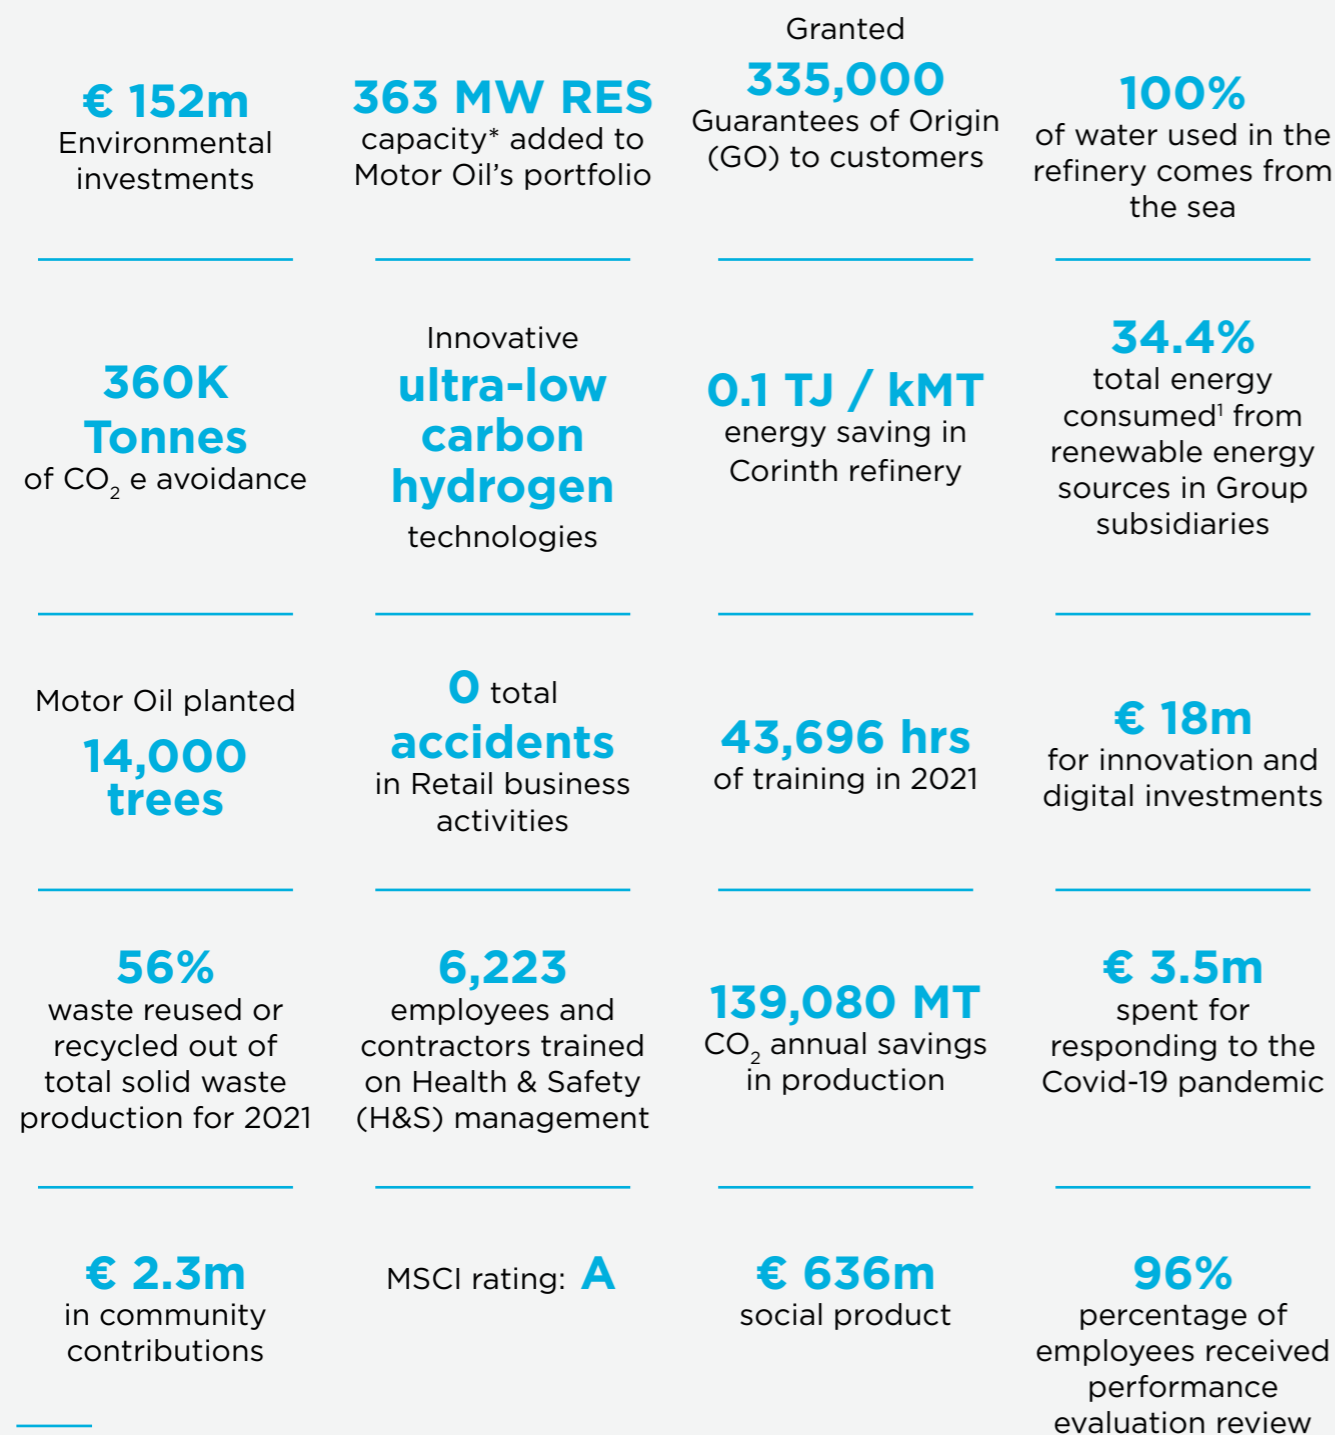 € 152m
Environmental
investments
363 MW RES
capacity* added to
Motor Oil's portfolio
Granted
335,000
Guarantees of Origin
(GO) to customers
100%
of water used in the
refinery comes from
the sea
360K
Tonnes
of CO₂ e avoidance
Innovative
ultra-low
carbon
hydrogen
technologies
0.1 TJ / kMT
energy saving in
Corinth refinery
34.4%
total energy
consumed¹ from
renewable energy
sources in Group
subsidiaries
Motor Oil planted
14,000
trees
0 total
accidents
in Retail business
activities
43,696 hrs
of training in 2021
€ 18m
for innovation and
digital investments
56%
waste reused or
recycled out of
total solid waste
production for 2021
6,223
employees and
contractors trained
on Health & Safety
(H&S) management
139,080 MT
CO₂ annual savings
in production
€ 3.5m
spent for
responding to the
Covid-19 pandemic
€ 2.3m
in community
contributions
MSCI rating: A
€ 636m
social product
96%
percentage of
employees received
performance
evaluation review